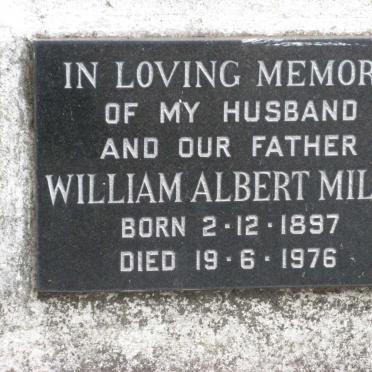 IN LOVING MEMOR
OF MY HUSBAND
AND OUR FATHER
WILLIAM ALBERT MIL
BORN 2-12-1897
DIED 19-6-1976